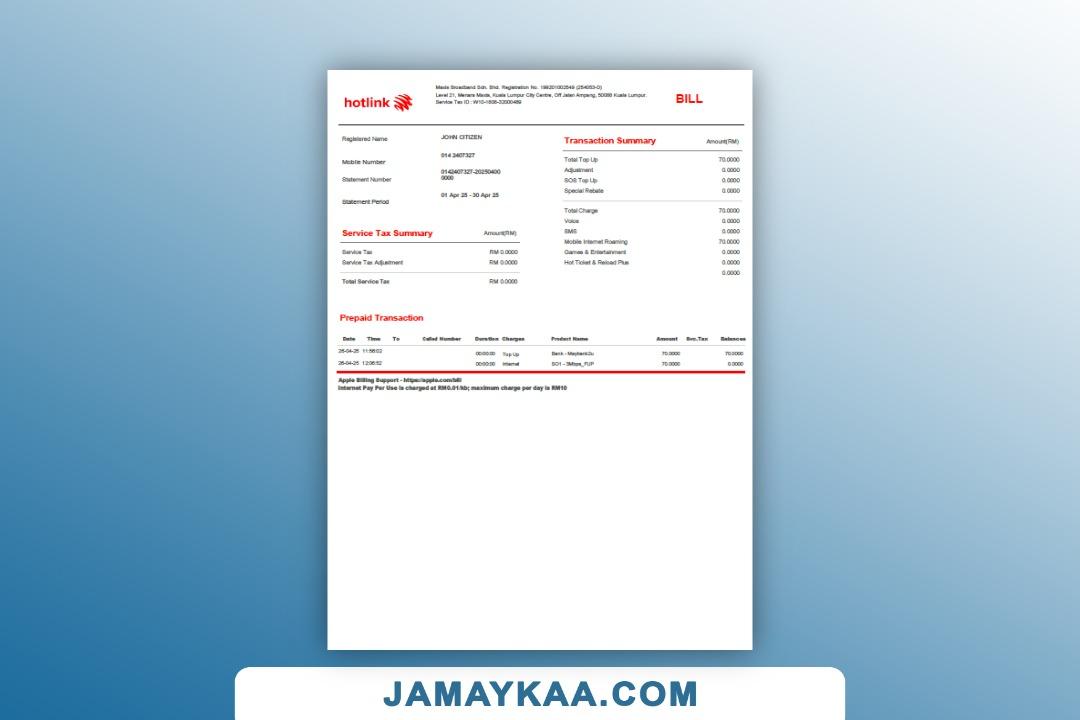 hotlink
Maxis Broadband Sdn. Bhd. Registration No. 199201002549 (254053-D)
Level 21, Menara Maxis, Kuala Lumpur City Centre, Off Jalan Ampang, 50088 Kuala Lumpur.
Service Tax ID : W10-1808-32000489
BILL
Registered Name JOHN CITIZEN
Mobile Number 014 2407327
Statement Number 0142407327-20250400
0000
Statement Period 01 Apr 25 - 30 Apr 25
Service Tax Summary Amount(RM)
Service Tax RM 0.0000
Service Tax Adjustment RM 0.0000
Total Service Tax RM 0.0000
Transaction Summary Amount(RM)
Total Top Up 70.0000
Adjustment 0.0000
SOS Top Up 0.0000
Special Rebate 0.0000
Total Charge 70.0000
Voice 0.0000
SMS 0.0000
Mobile Internet Roaming 70.0000
Games & Entertainment 0.0000
Hot Ticket & Reload Plus 0.0000
0.0000
Prepaid Transaction
Date Time To Called Number Duration Charges Product Name Amount Svc.Tax Balances
26-04-25 11:58:02 00:00:00 Top Up Bank - Maybank2u 70.0000 70.0000
26-04-25 12:06:52 00:00:00 Internet SO1 - 3Mbps_FUP 70.0000 0.0000
Apple Billing Support - https://apple.com/bill
Internet Pay Per Use is charged at RM0.01/kb; maximum charge per day is RM10
JAMAYKAA.COM